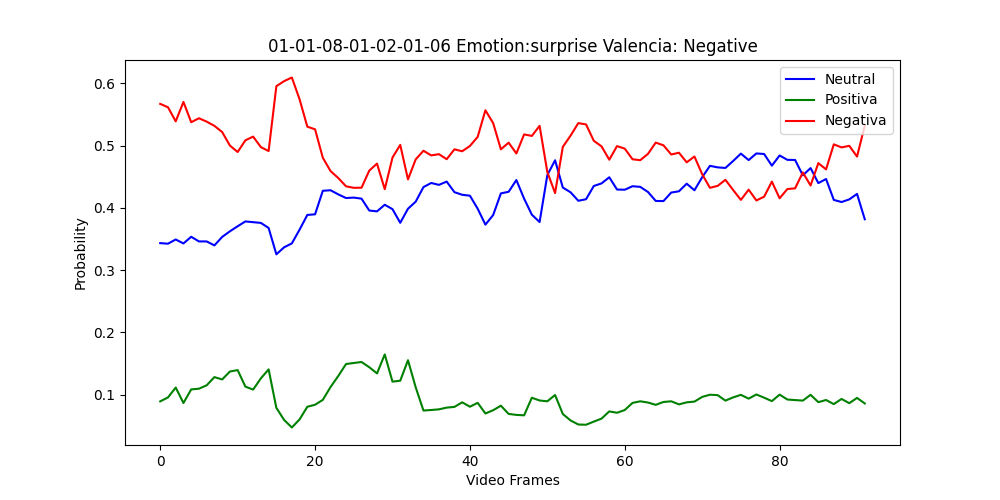 01-01-08-01-02-01-06 Emotion:surprise Valencia: Negative
Neutral
Positiva
Negativa
Probability
0.6
0.5
0.4
0.3
0.2
0.1
0 20 40 60 80
Video Frames